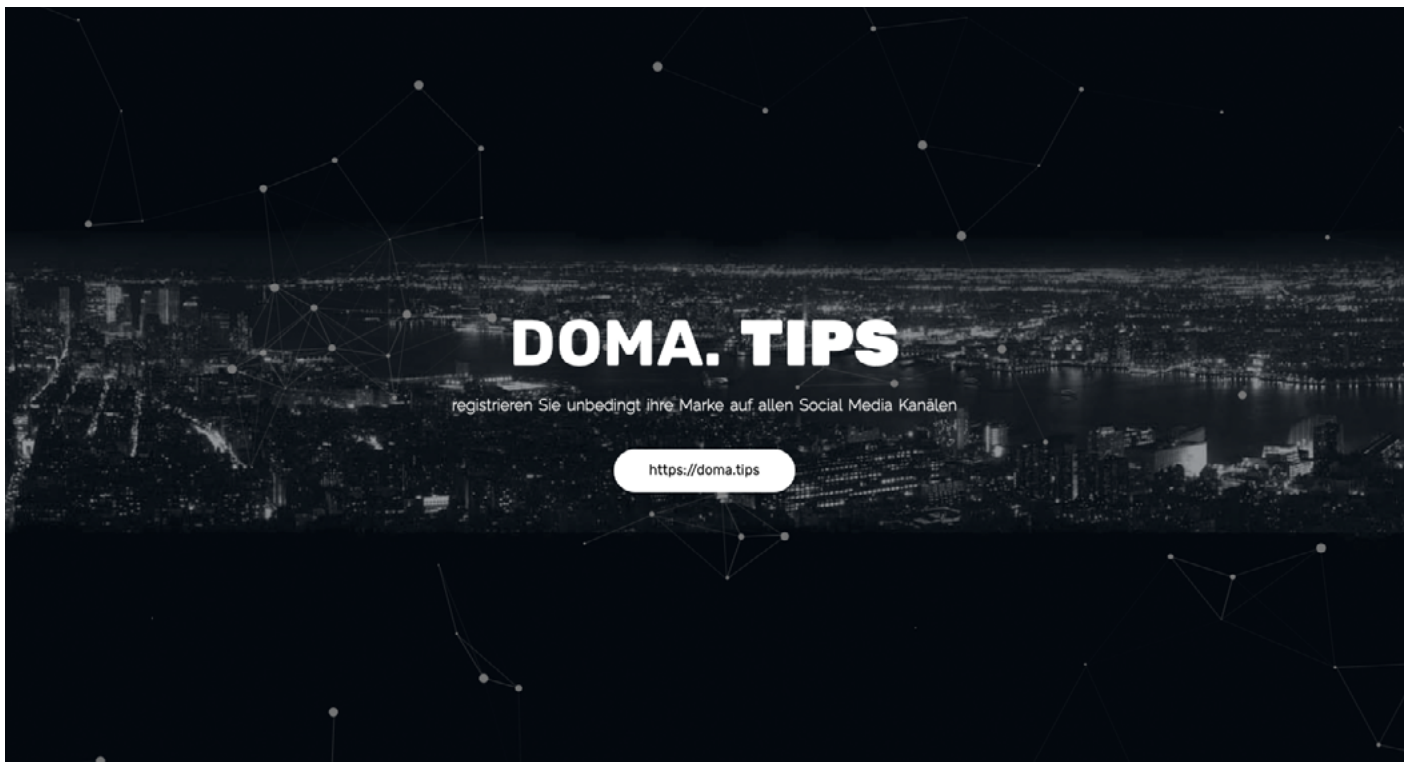 DOMA. TIPS
registrieren Sie unbedingt ihre Marke auf allen Social Media Kanälen
https://doma.tips